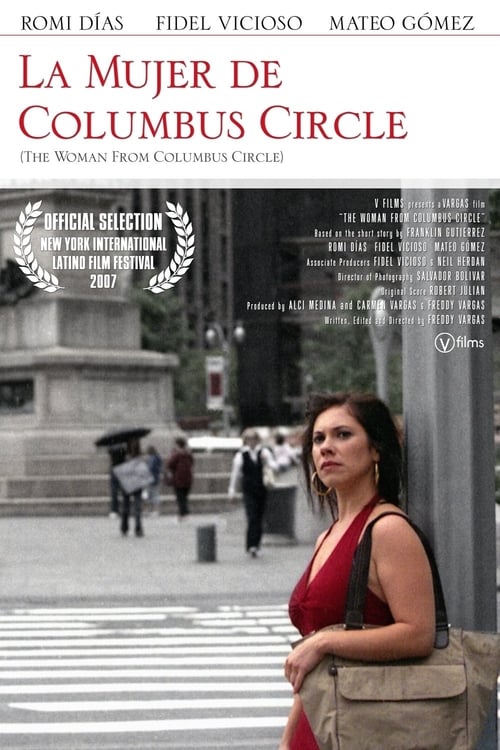 ROMI DÍAS FIDEL VICIOSO MATEO GÓMEZ
LA MUJER DE
COLUMBUS CIRCLE
(THE WOMAN FROM COLUMBUS CIRCLE)
OFFICIAL SELECTION
NEW YORK INTERNATIONAL
LATINO FILM FESTIVAL
2007
V FILMS presents a VARGAS film
"THE WOMAN FROM COLUMBUS CIRCLE"
Based on the short story by FRANKLIN GUTIERREZ
ROMI DIAS FIDEL VICIOSO MATEO GÓMEZ
Associate Producers FIDEL VICIOSO & NEIL HERDAN
Director of Photography SALVADOR BOLIVAR
Original Score ROBERT JULIAN
Produced by ALCI MEDINA and CARMEN VARGAS & FREDDY VARGAS
Written, Edited and Directed by FREDDY VARGAS
V films